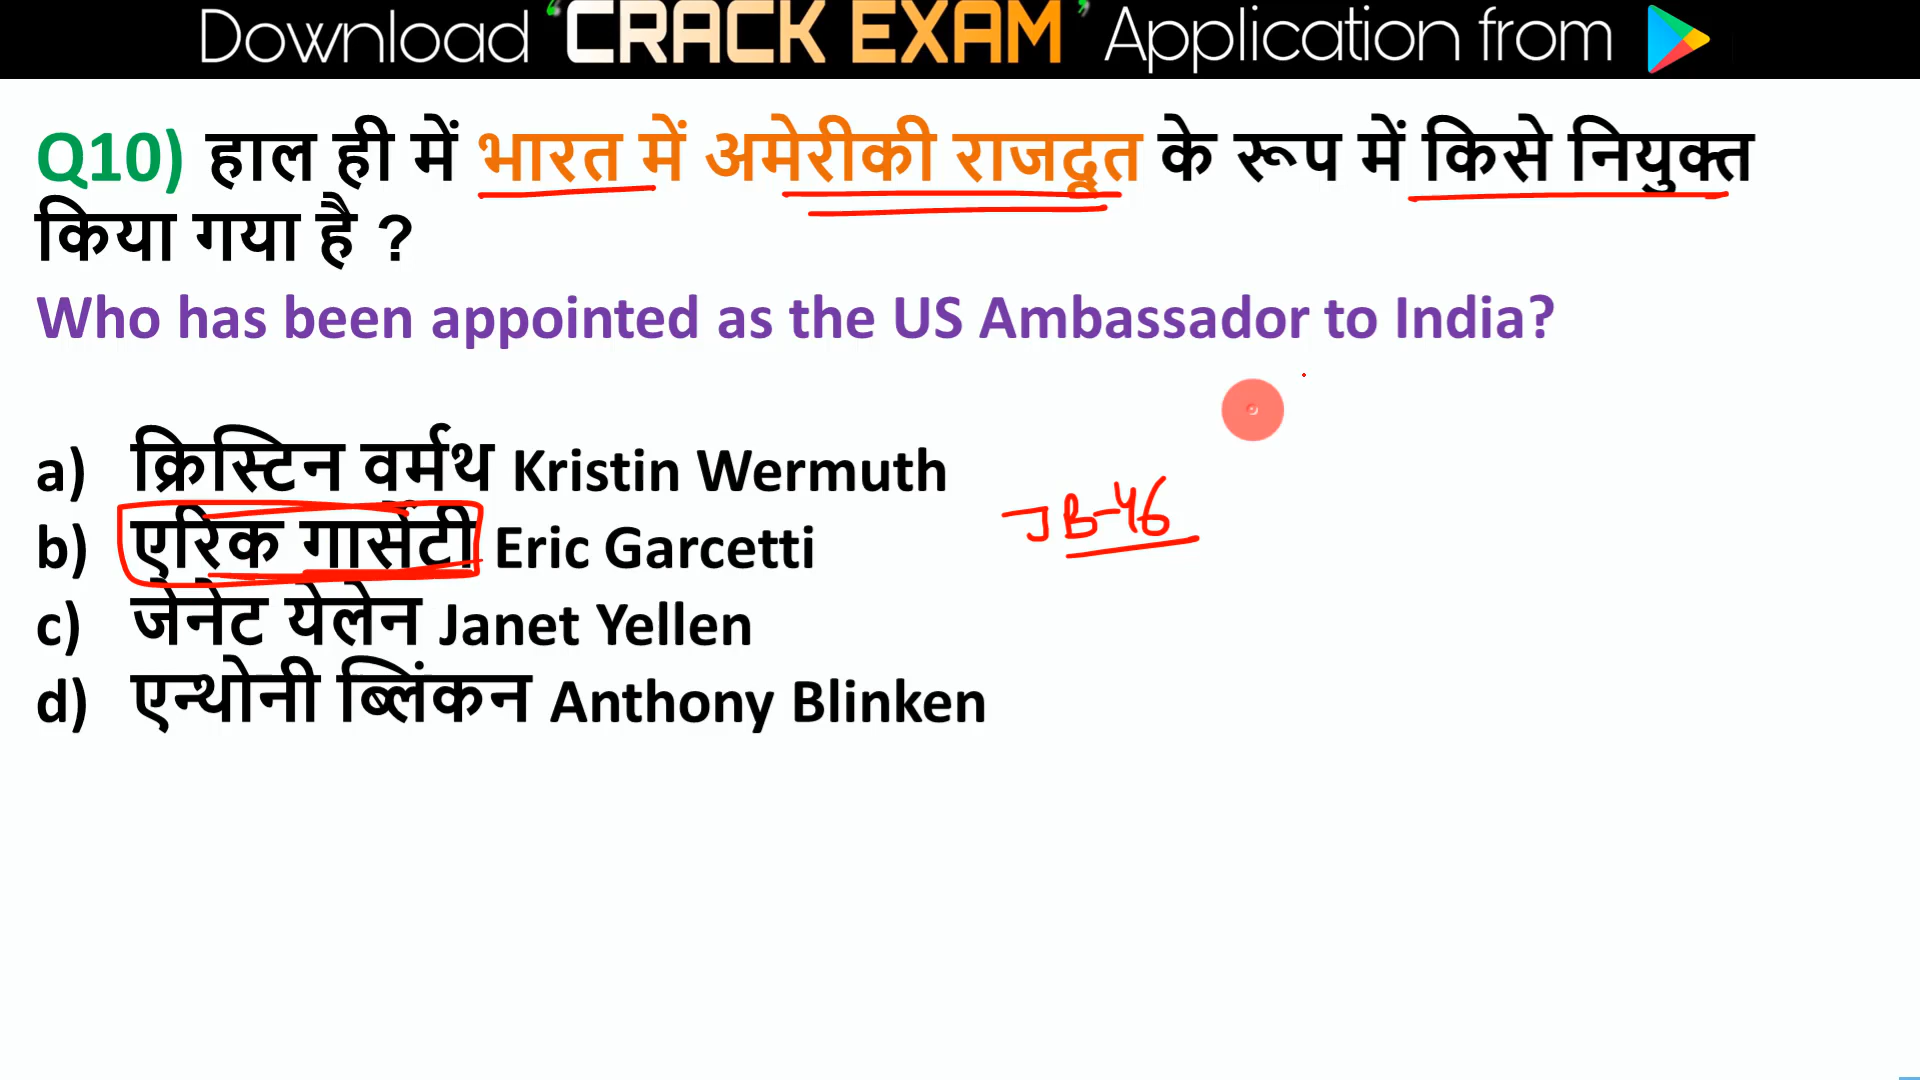 Download ‘CRACK EXAM’ Application from
Q10) हाल ही में भारत में अमेरीकी राजदूत के रूप में किसे नियुक्त
किया गया है ?
Who has been appointed as the US Ambassador to India?
a) क्रिस्टिन वर्मथ Kristin Wermuth
b) एरिक गार्सेटी Eric Garcetti
JB-46
c) जेनेट येलेन Janet Yellen
d) एन्थोनी ब्लिंकन Anthony Blinken